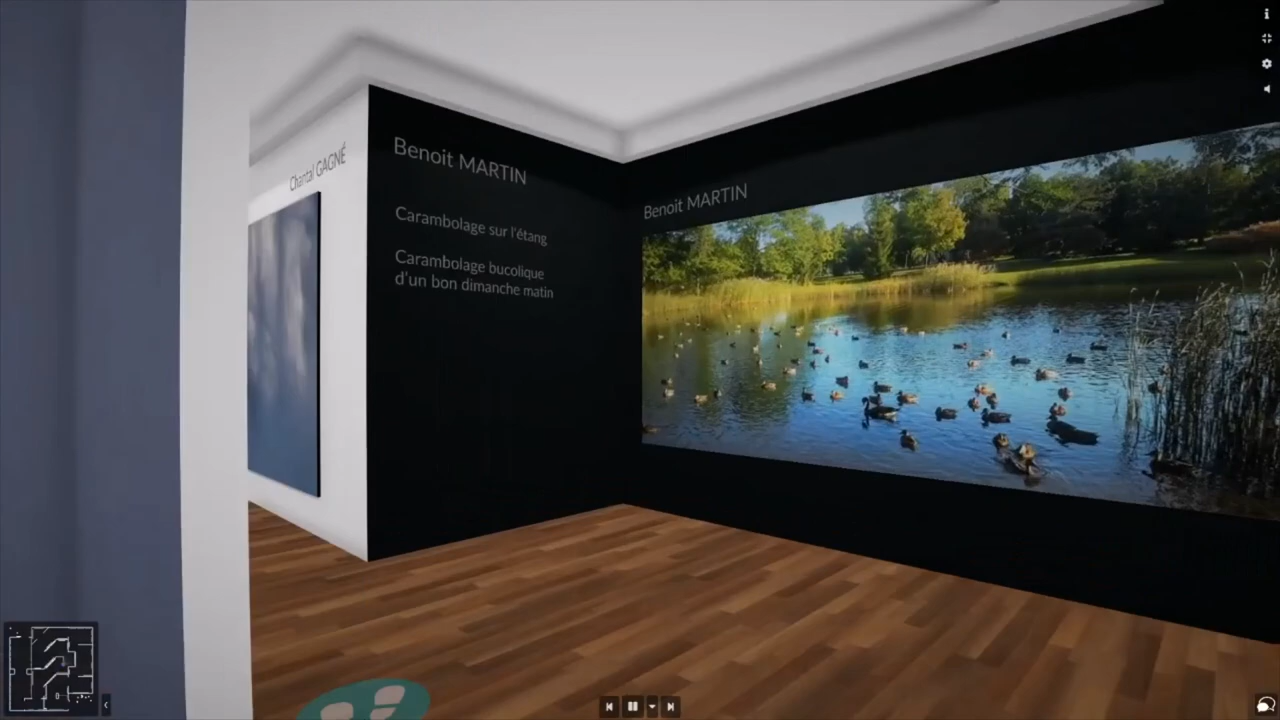 Chantal GAGNÉ
Benoit MARTIN
Carambolage sur l'étang
Carambolage bucolique
d'un bon dimanche matin
Benoit MARTIN